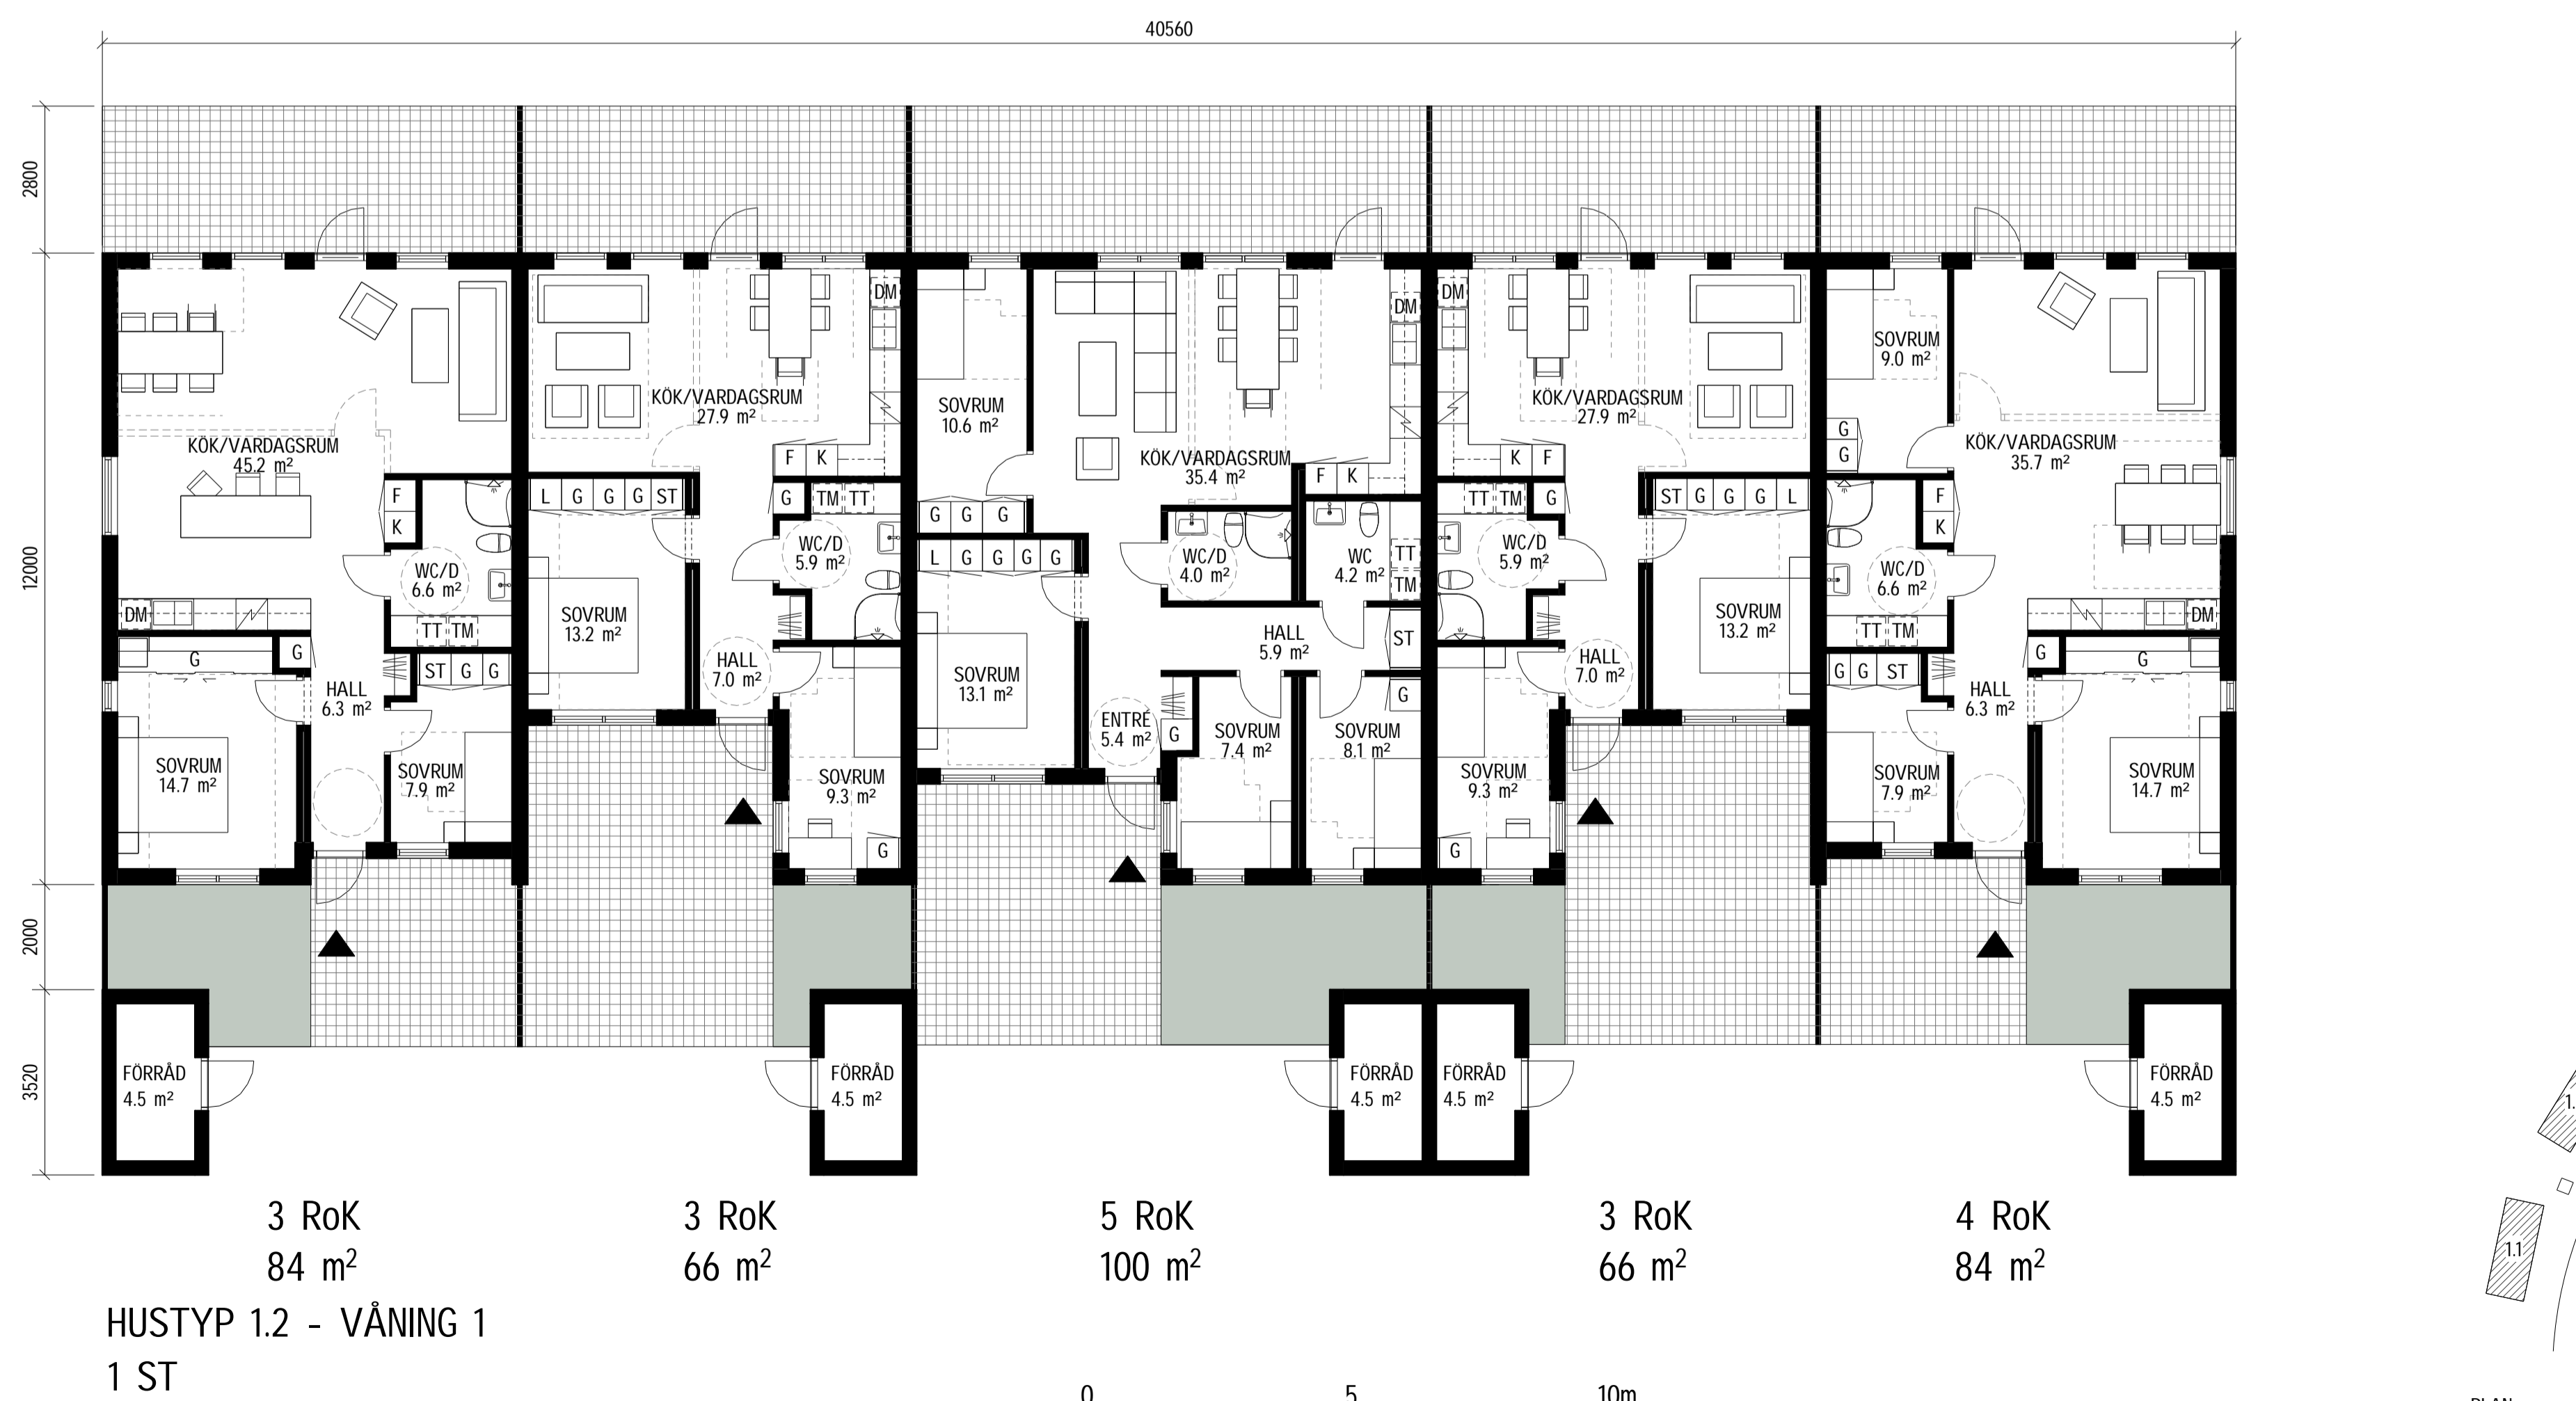 40560
2800
12000
2000
3520
KÖK/VARDAGSRUM
45.2 m²
F
K
WC/D
6.6 m²
DM
TT TM
G
G
ST G G
HALL
6.3 m²
SOVRUM
14.7 m²
SOVRUM
7.9 m²
FÖRRÅD
4.5 m²
DM
KÖK/VARDAGSRUM
27.9 m²
F K
L G G G ST
G TM TT
WC/D
5.9 m²
SOVRUM
13.2 m²
HALL
7.0 m²
SOVRUM
9.3 m²
G
FÖRRÅD
4.5 m²
DM
SOVRUM
10.6 m²
KÖK/VARDAGSRUM
35.4 m²
F K
G G G
L G G G G
WC/D
4.0 m²
WC
4.2 m²
TT
TM
HALL
5.9 m²
ST
SOVRUM
13.1 m²
G
ENTRÉ
5.4 m²
G
SOVRUM
7.4 m²
SOVRUM
8.1 m²
FÖRRÅD
4.5 m²
DM
KÖK/VARDAGSRUM
27.9 m²
K F
TT TM G
ST G G G L
WC/D
5.9 m²
SOVRUM
13.2 m²
HALL
7.0 m²
SOVRUM
9.3 m²
G
FÖRRÅD
4.5 m²
SOVRUM
9.0 m²
G
G
KÖK/VARDAGSRUM
35.7 m²
F
K
WC/D
6.6 m²
DM
TT TM
G
G
G G ST
HALL
6.3 m²
SOVRUM
7.9 m²
SOVRUM
14.7 m²
FÖRRÅD
4.5 m²
3 RoK
84 m²
3 RoK
66 m²
5 RoK
100 m²
3 RoK
66 m²
4 RoK
84 m²
HUSTYP 1.2 - VÅNING 1
1 ST
0 5 10m
1.1